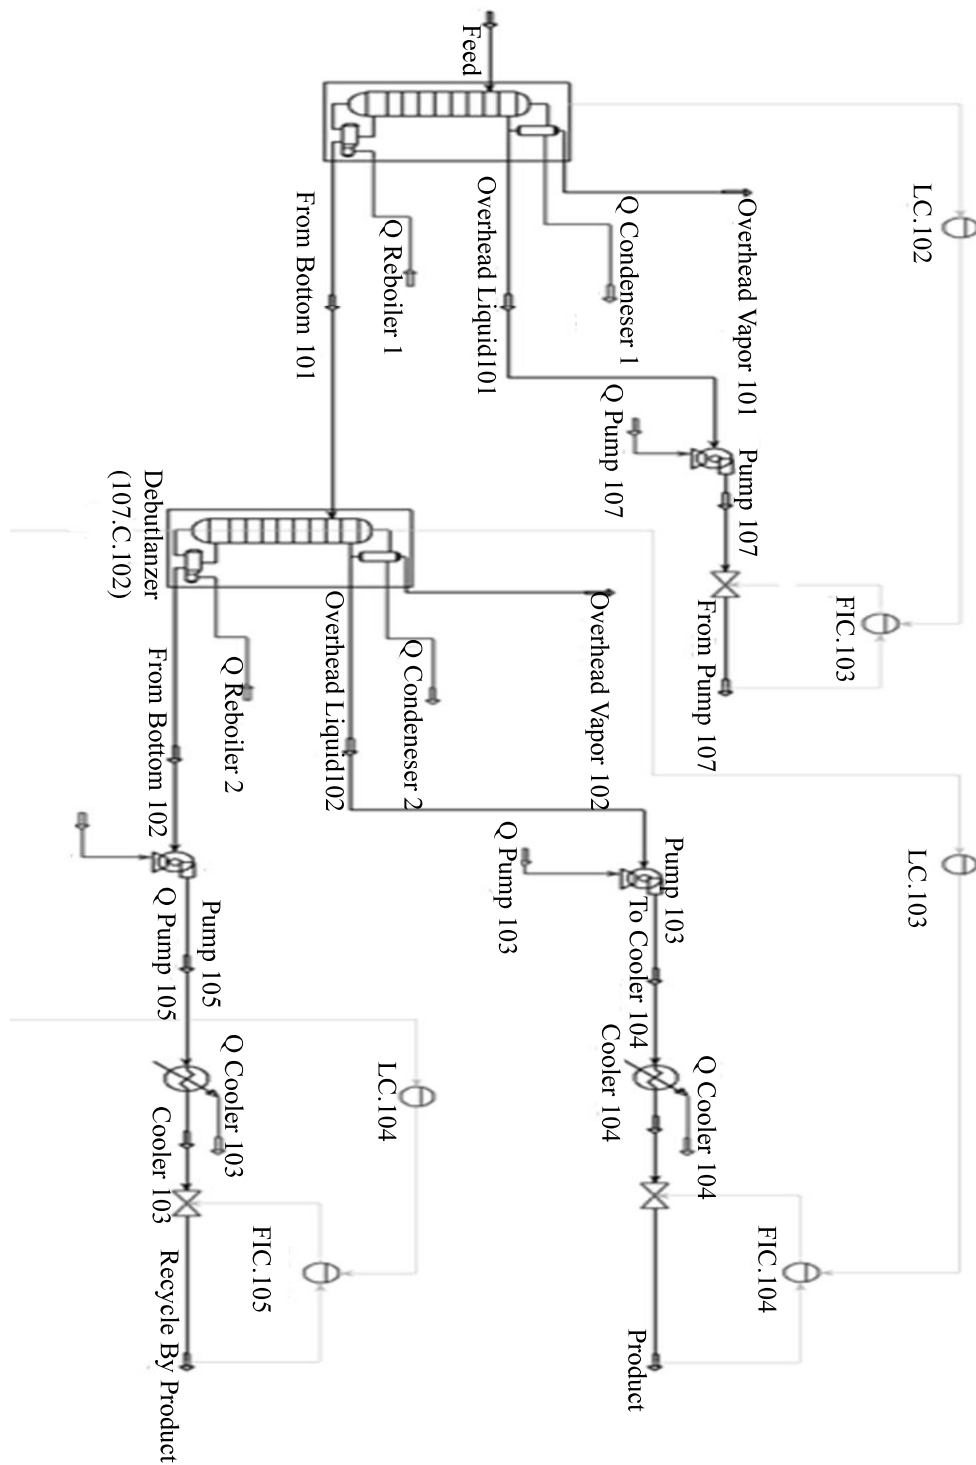 Feed
LC.102
Overhead Vapor 101
Q Condeneser 1
Overhead Liquid101
Q Reboiler 1
From Bottom 101
Pump 107
Q Pump 107
FIC.103
From Pump 107
Debutlanzer
(107.C.102)
Overhead Vapor 102
Q Condeneser 2
Overhead Liquid102
Q Reboiler 2
From Bottom 102
LC.103
Pump 103
Q Pump 103
To Cooler 104
Pump 105
Q Pump 105
Q Cooler 104
Cooler 104
LC.104
Q Cooler 103
Cooler 103
FIC.104
FIC.105
Product
Recycle By Product